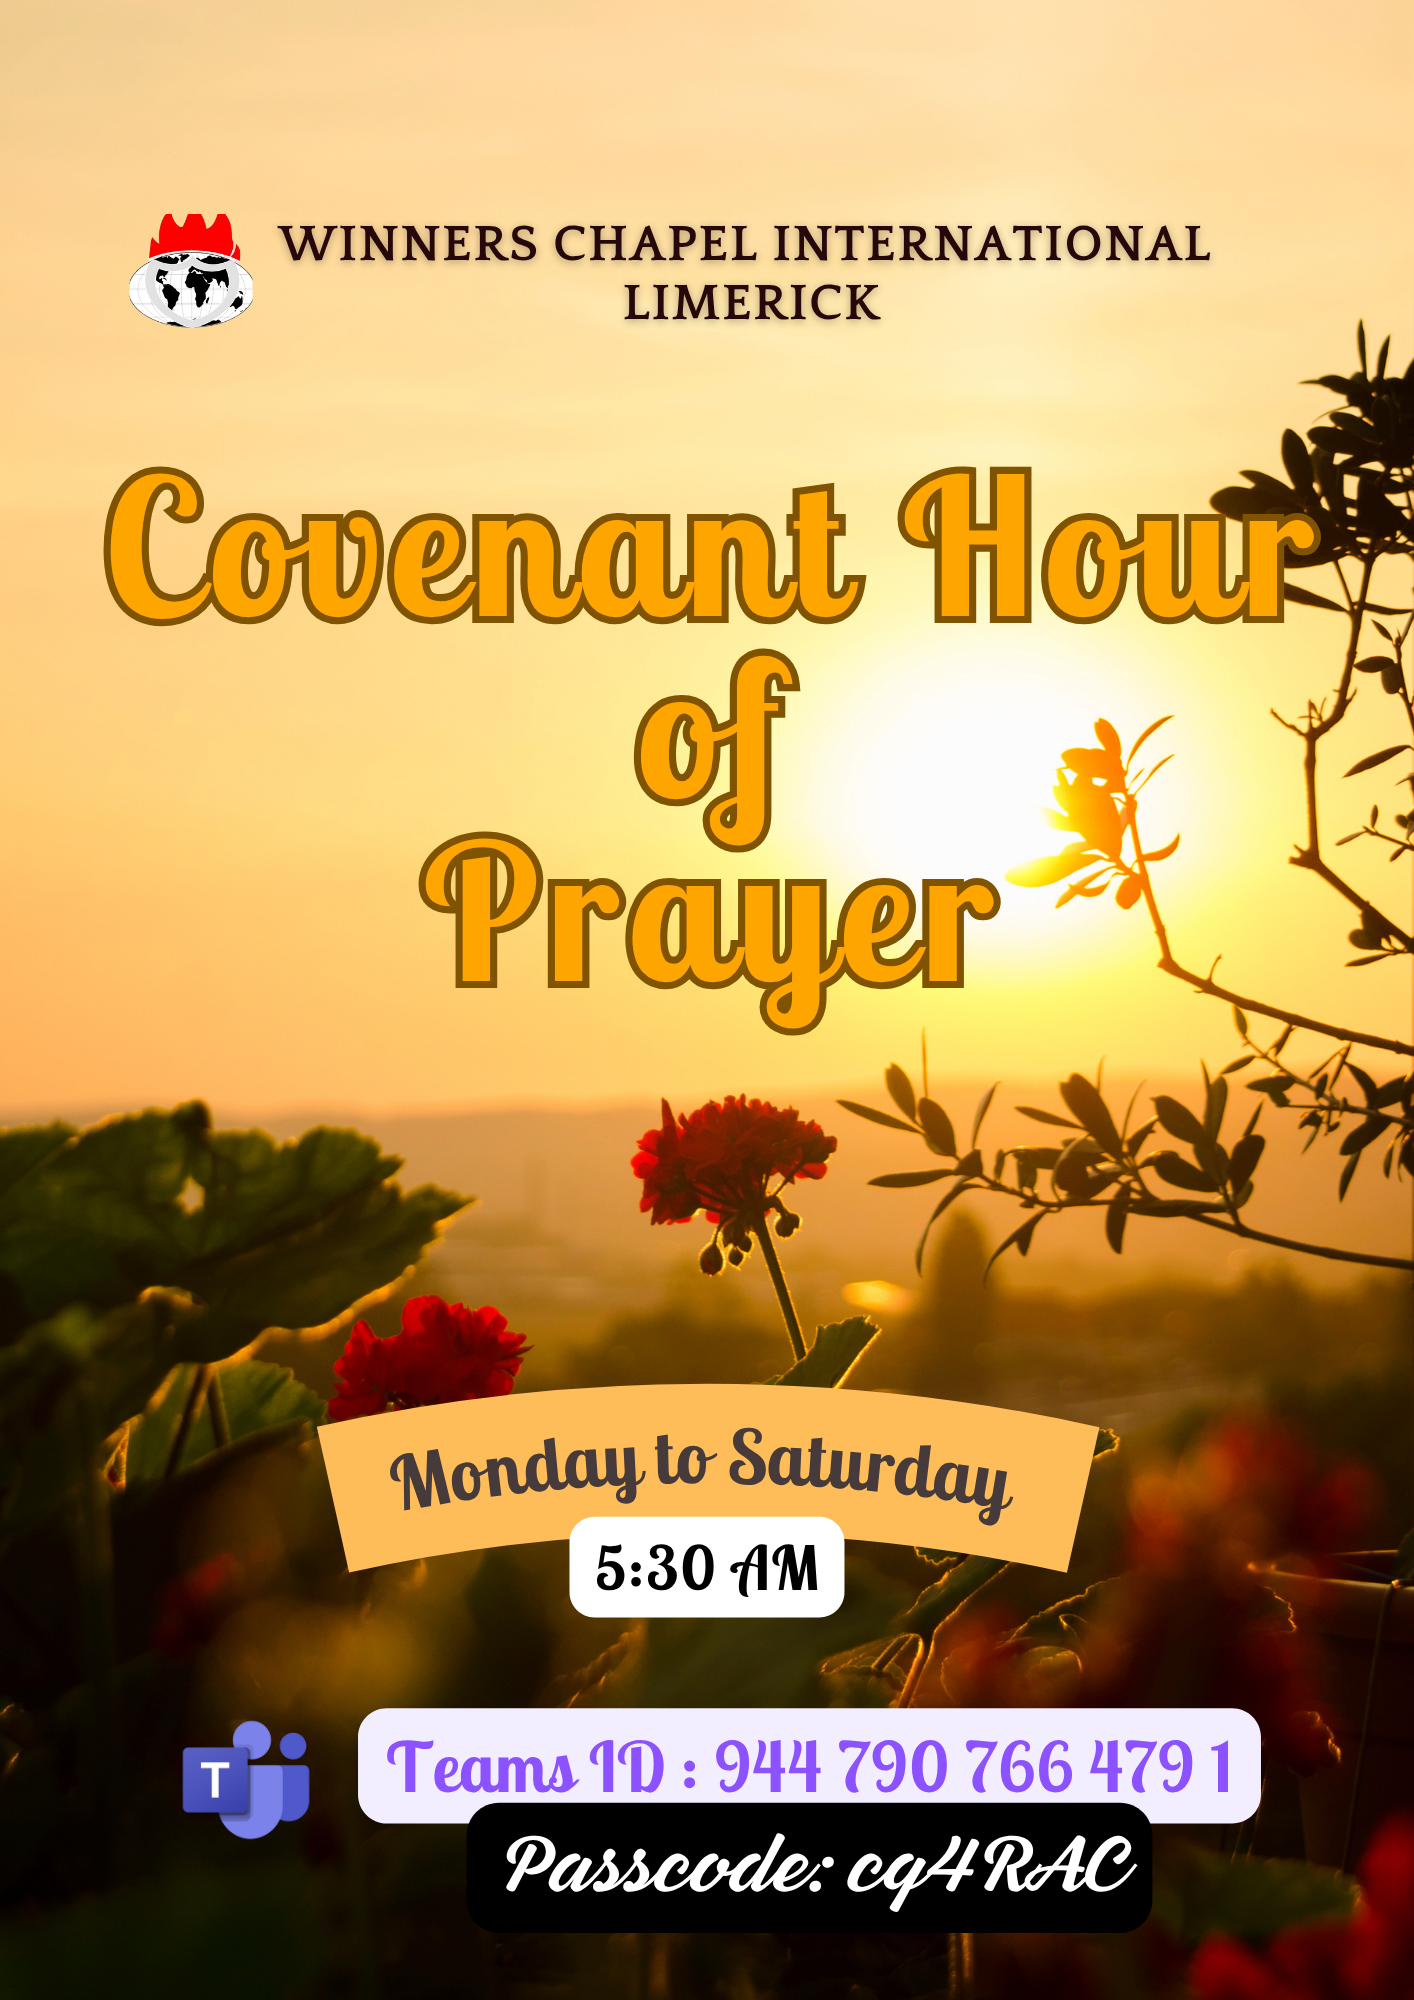 WINNERS CHAPEL INTERNATIONAL
LIMERICK
Covenant Hour
of
Prayer
Monday to Saturday
5:30 AM
T
Teams ID : 944 790 766 479 1
Passcode: cq4RAC